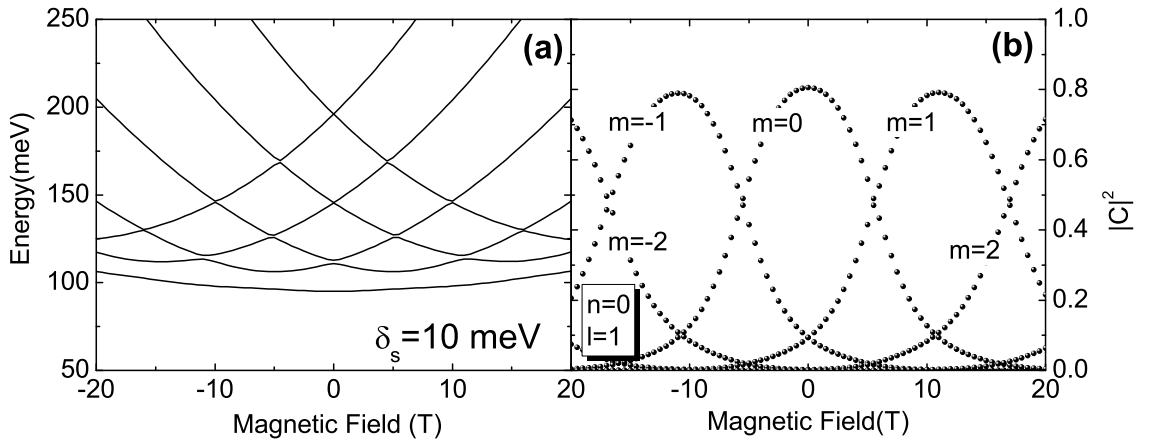 250
200
150
100
50
Energy(meV)
(a)
δs=10 meV
-20
-10
0
10
20
Magnetic Field (T)
(b)
m=-1
m=0
m=1
m=-2
m=2
n=0
l=1
-10
0
10
20
Magnetic Field(T)
1.0
0.8
0.6
0.4
0.2
0.0
|C|²